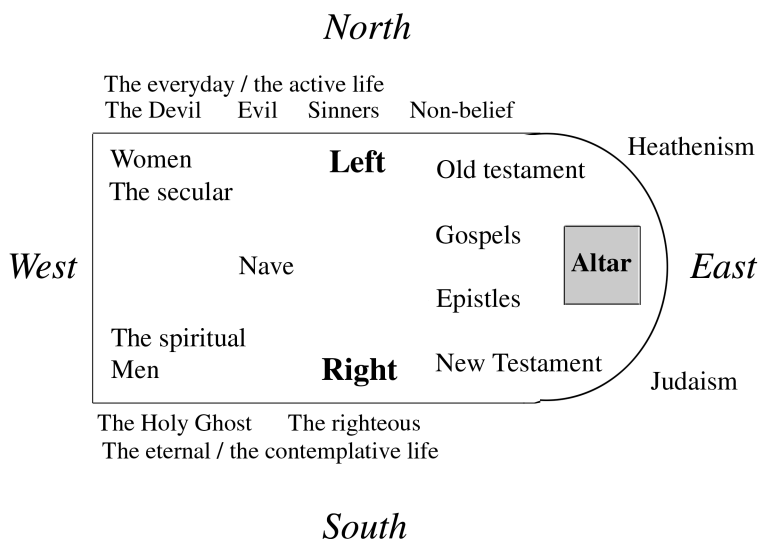 North
The everyday / the active life
The Devil Evil Sinners Non-belief
Heathenism
Women Left
Old testament
The secular
Gospels
West Nave Altar East
Epistles
The spiritual
New Testament
Men Right
Judaism
The Holy Ghost The righteous
The eternal / the contemplative life
South